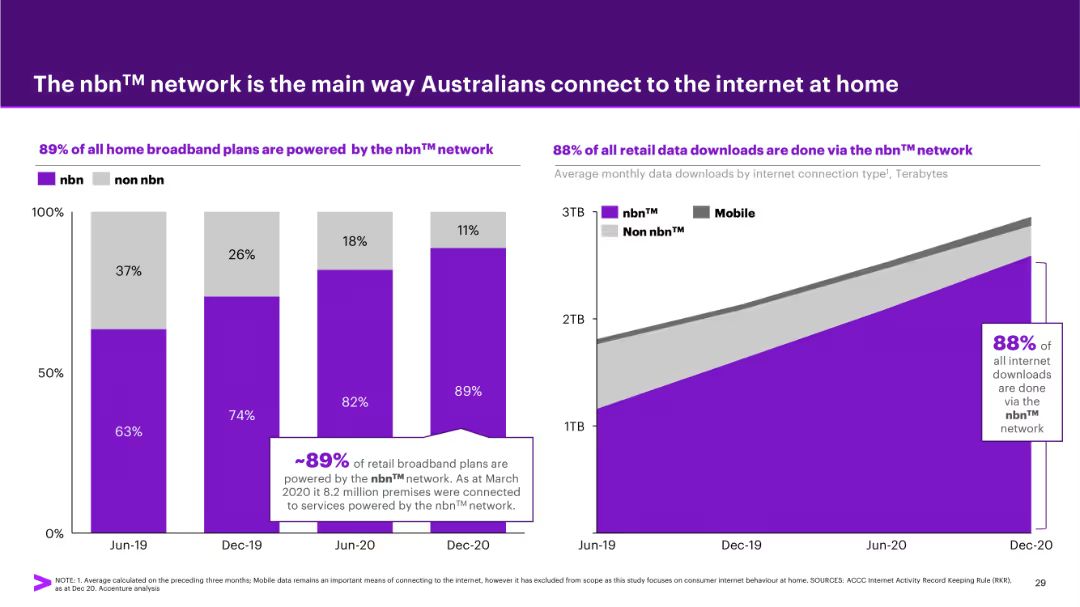 The nbn™ network is the main way Australians connect to the internet at home
89% of all home broadband plans are powered by the nbn™ network
nbn non nbn
100%
50%
0%
37%
26%
18%
11%
63%
74%
82%
89%
~89% of retail broadband plans are
powered by the nbn™ network. As at March
2020 it 8.2 million premises were connected
to services powered by the nbn™ network.
Jun-19 Dec-19 Jun-20 Dec-20
88% of all retail data downloads are done via the nbn™ network
Average monthly data downloads by internet connection type¹, Terabytes
nbn™ Mobile
Non nbn™
3TB
2TB
1TB
88% of
all internet
downloads
are done
via the
nbn™
network
Jun-19 Dec-19 Jun-20 Dec-20
NOTE: 1. Average calculated on the preceding three months; Mobile data remains an important means of connecting to the internet, however it has excluded from scope as this study focuses on consumer internet behaviour at home. SOURCES: ACCC Internet Activity Record Keeping Rule (RKR),
as at Dec 20. Accenture analysis
29